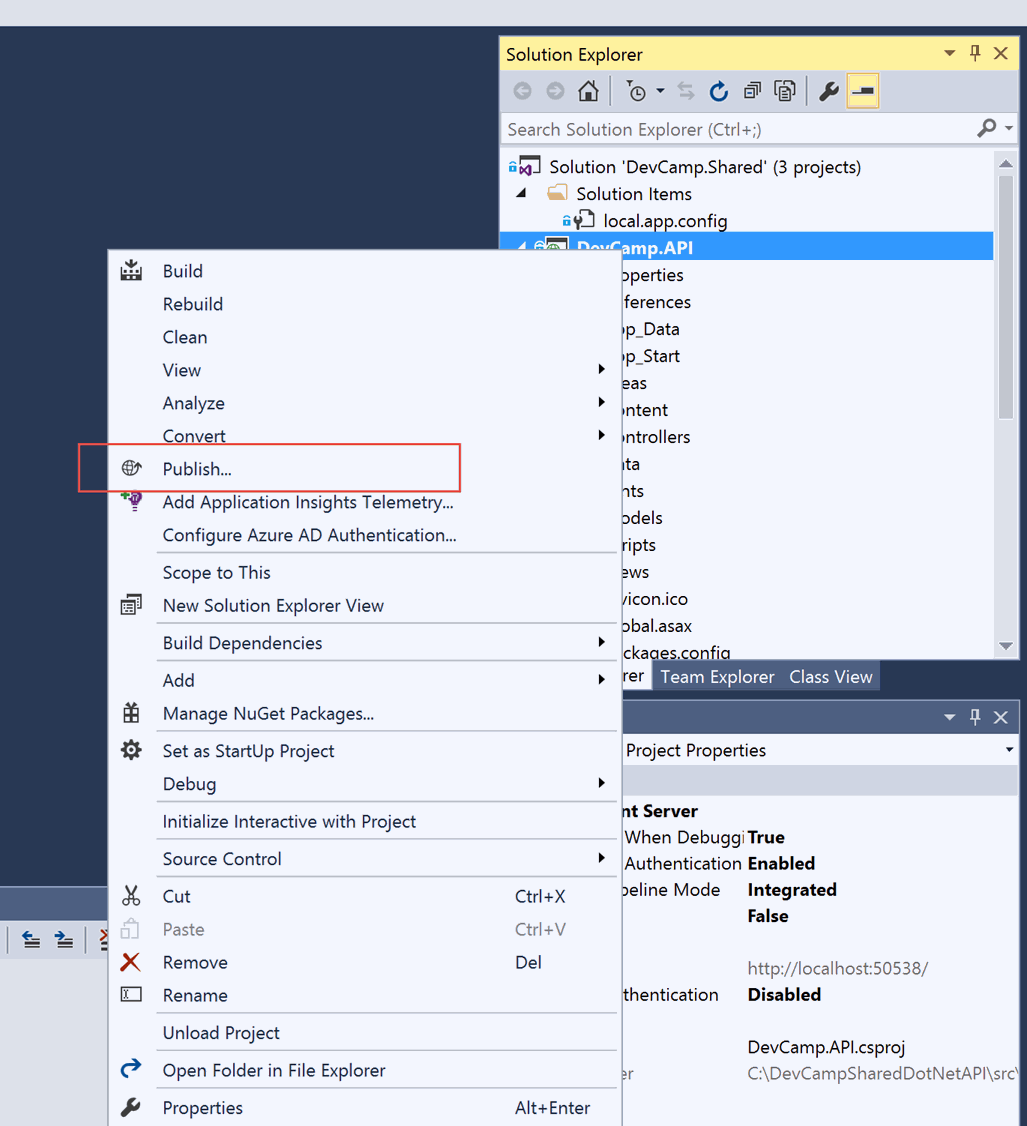 Solution Explorer
Search Solution Explorer (Ctrl+;)
Solution 'DevCamp.Shared' (3 projects)
Solution Items
local.app.config
DevCamp.API
operties
ferences
p_Data
p_Start
eas
ntent
ntrollers
ta
nts
odels
ripts
ews
vicon.ico
obal.asax
ckages.config
rer
Team Explorer
Class View
Build
Rebuild
Clean
View
Analyze
Convert
Publish...
Add Application Insights Telemetry...
Configure Azure AD Authentication...
Scope to This
New Solution Explorer View
Build Dependencies
Add
Manage NuGet Packages...
Set as StartUp Project
Debug
Initialize Interactive with Project
Source Control
Cut Ctrl+X
Paste Ctrl+V
Remove Del
Rename
Unload Project
Open Folder in File Explorer
Properties Alt+Enter
Project Properties
nt Server
When Debuggi True
Authentication Enabled
peline Mode Integrated
False
http://localhost:50538/
thentication Disabled
DevCamp.API.csproj
er C:\DevCampSharedDotNetAPI\src\